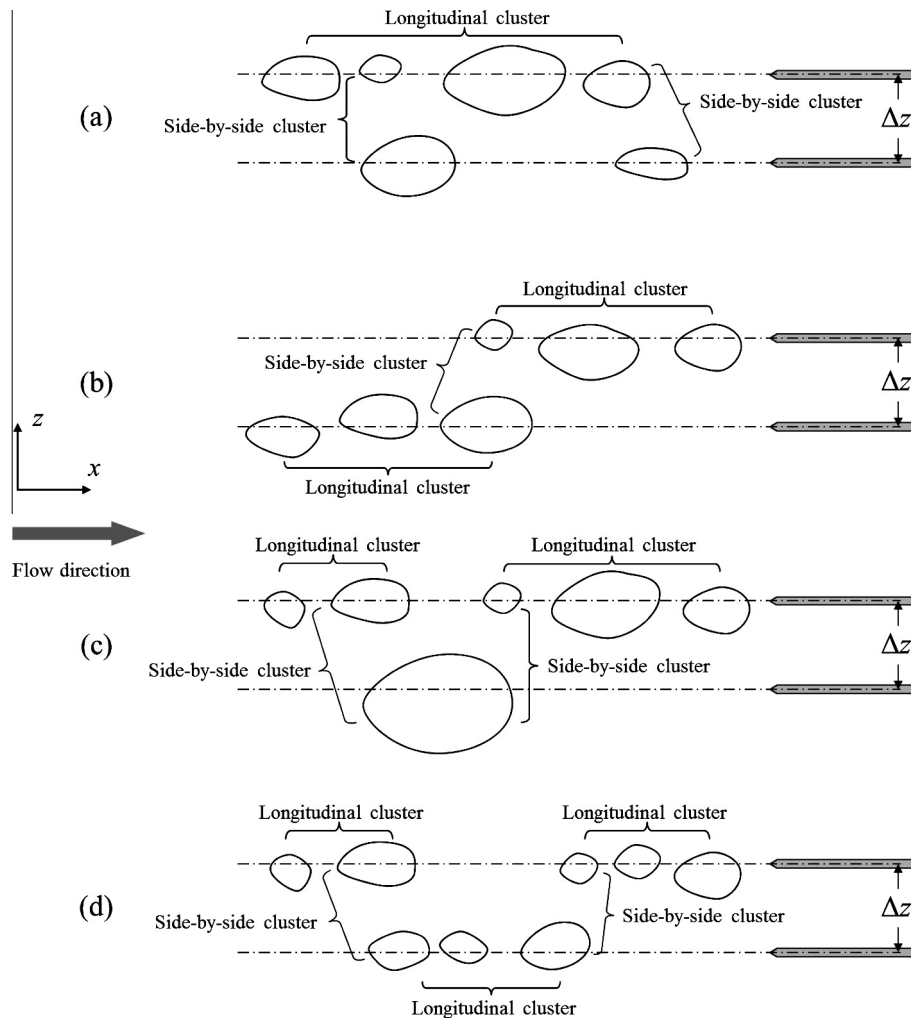 Longitudinal cluster
(a)
Side-by-side cluster
Side-by-side cluster
Δz
Longitudinal cluster
Side-by-side cluster
(b)
Δz
Longitudinal cluster
z
x
Flow direction
Longitudinal cluster
Longitudinal cluster
(c)
Side-by-side cluster
Side-by-side cluster
Δz
Longitudinal cluster
Longitudinal cluster
(d)
Side-by-side cluster
Side-by-side cluster
Δz
Longitudinal cluster